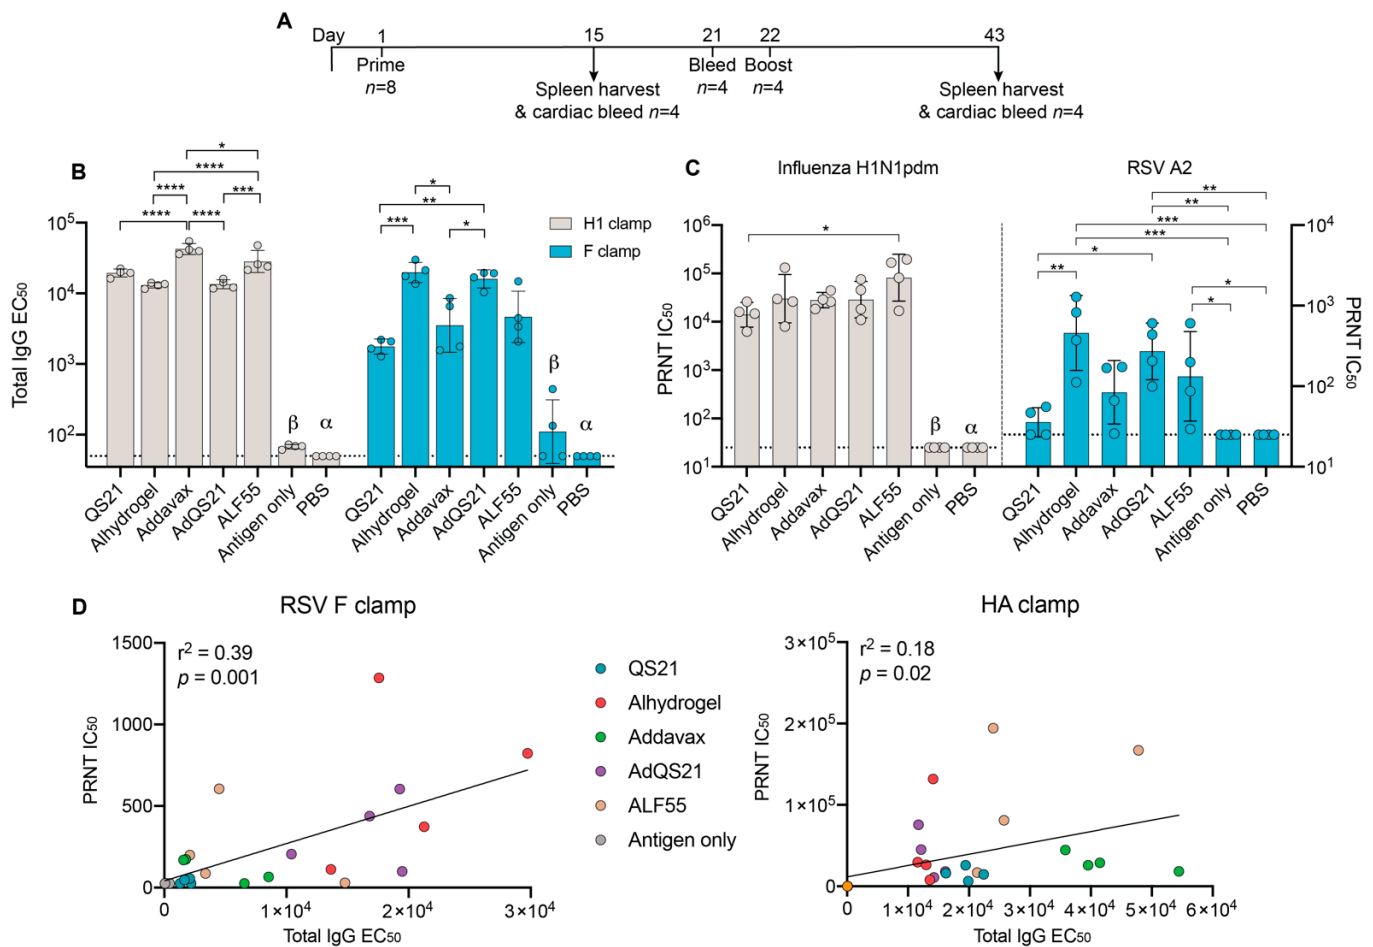 A
Day 1 15 21 22 43
Prime Bleed Boost
n=8 n=4 n=4
Spleen harvest
& cardiac bleed n=4
Spleen harvest
& cardiac bleed n=4
B
* 
****
**** ***
**** ****
*
**
*** *
H1 clamp
F clamp
Total IgG EC50
10^5
10^4
10^3
10^2
β α
β α
QS21 Alhydrogel Addavax AdQS21 ALF55 Antigen only PBS
QS21 Alhydrogel Addavax AdQS21 ALF55 Antigen only PBS
C
Influenza H1N1pdm RSV A2
*
**
**
***
***
*
**
*
*
PRNT IC50
10^6
10^5
10^4
10^3
10^2
10^1
β α
10^4
10^3
10^2
10^1
PRNT IC50
QS21 Alhydrogel Addavax AdQS21 ALF55 Antigen only PBS
QS21 Alhydrogel Addavax AdQS21 ALF55 Antigen only PBS
D
RSV F clamp
r2 = 0.39
p = 0.001
PRNT IC50
1500
1000
500
0
0 1×10^4 2×10^4 3×10^4
Total IgG EC50
QS21
Alhydrogel
Addavax
AdQS21
ALF55
Antigen only
HA clamp
r2 = 0.18
p = 0.02
PRNT IC50
3×10^5
2×10^5
1×10^5
0
0 1×10^4 2×10^4 3×10^4 4×10^4 5×10^4 6×10^4
Total IgG EC50